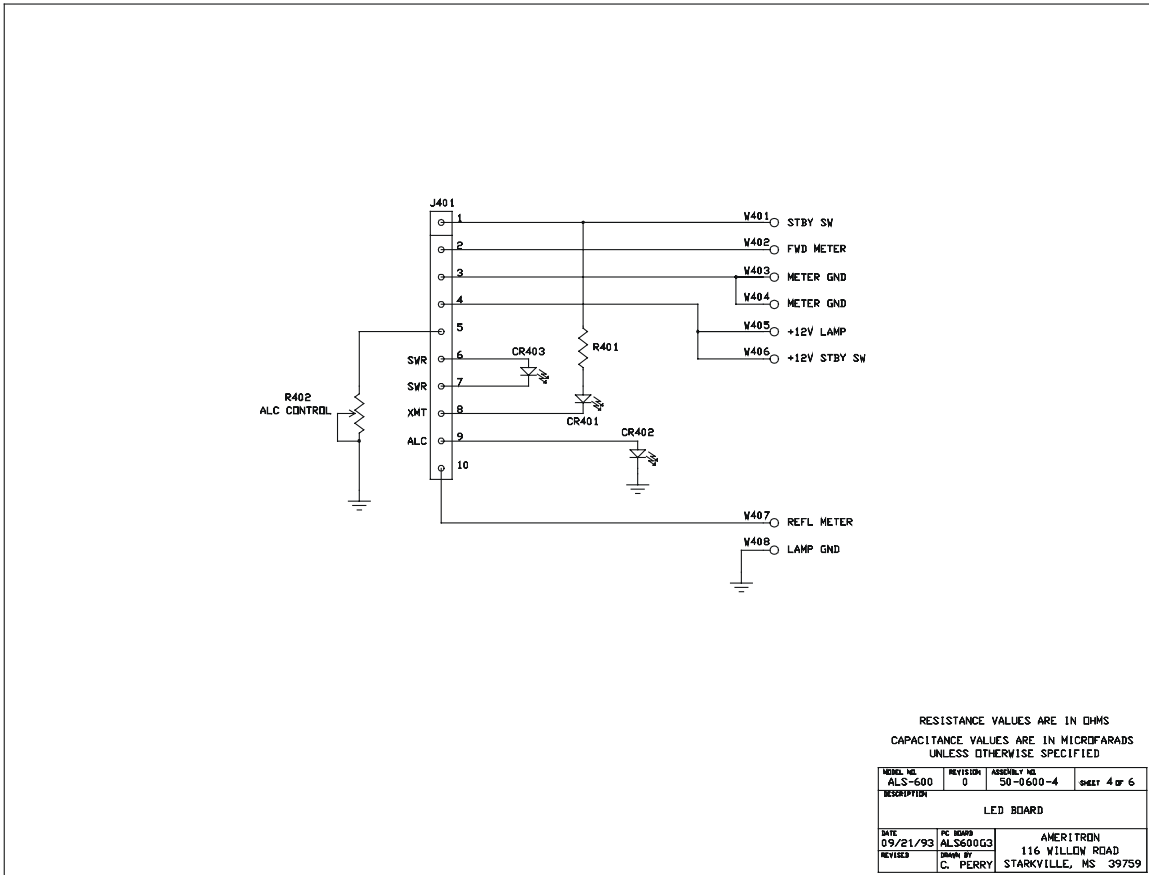 J401
1 W401 STBY SW
2 W402 FWD METER
3 W403 METER GND
4 W404 METER GND
5 W405 +12V LAMP
SWR 6 CR403 R401 W406 +12V STBY SW
SWR 7
R402
ALC CONTROL
XMT 8 CR401
ALC 9 CR402
10
W407 REFL METER
W408 LAMP GND
RESISTANCE VALUES ARE IN OHMS
CAPACITANCE VALUES ARE IN MICROFARADS
UNLESS OTHERWISE SPECIFIED
MODEL NO. REVISION ASSEMBLY NO.
ALS-600 0 50-0600-4 SHEET 4 OF 6
DESCRIPTION
LED BOARD
DATE PC BOARD
09/21/93 ALS600G3
REVISED DRAWN BY
C. PERRY
AMERITRON
116 WILLOW ROAD
STARKVILLE, MS 39759